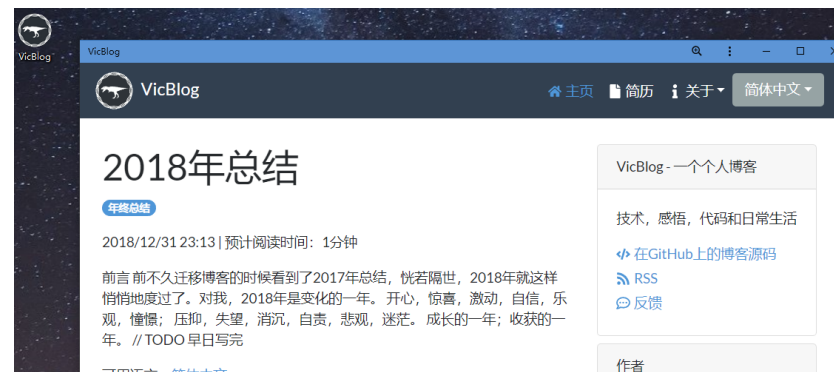 VicBlog
VicBlog
VicBlog
主页
简历
关于
简体中文
2018年总结
年终总结
2018/12/31 23:13 | 预计阅读时间：1分钟
前言 前不久迁移博客的时候看到了2017年总结，恍若隔世，2018年就这样
悄悄地度过了。对我，2018年是变化的一年。 开心，惊喜，激动，自信，乐
观，憧憬； 压抑，失望，消沉，自责，悲观，迷茫。 成长的一年；收获的一
年。 // TODO 早日写完
可用语言：简体中文
VicBlog - 一个个人博客
技术，感悟，代码和日常生活
在GitHub上的博客源码
RSS
反馈
作者